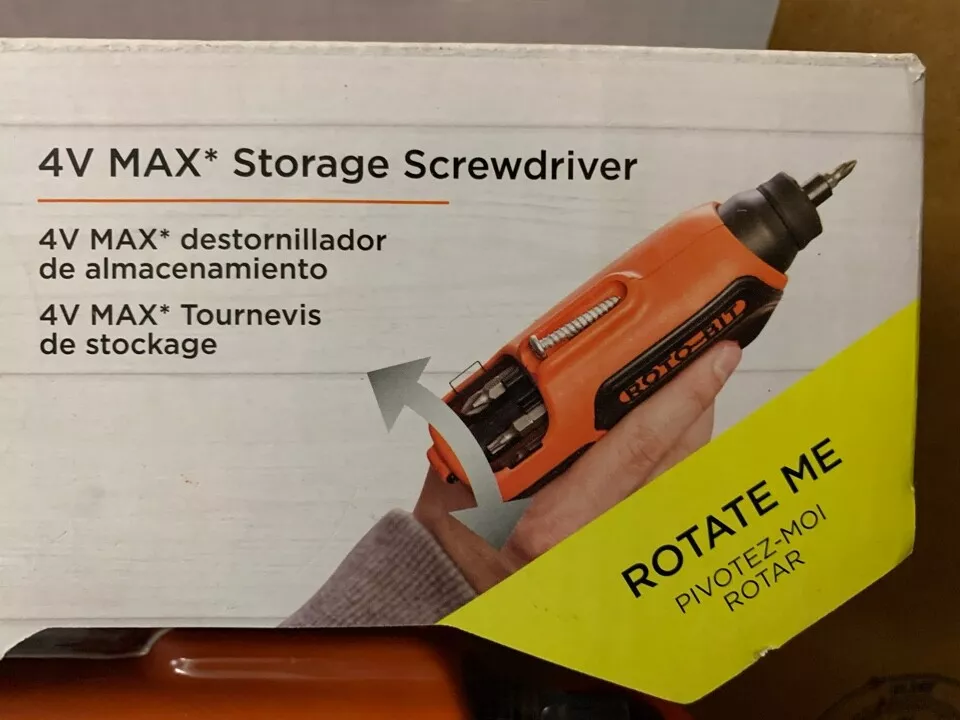 4V MAX* Storage Screwdriver
4V MAX* destornillador
de almacenamiento
4V MAX* Tournevis
de stockage
ROTO-BIT
ROTATE ME
PIVOTEZ-MOI
ROTAR